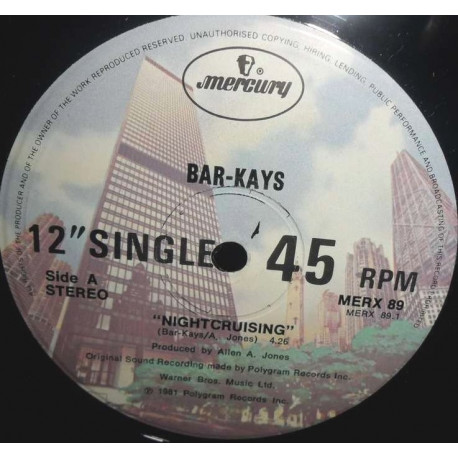 ALL RIGHTS OF THE PRODUCER AND OF THE OWNER OF THE WORK REPRODUCED RESERVED. UNAUTHORISED COPYING, HIRING, LENDING, PUBLIC PERFORMANCE AND BROADCASTING OF THIS RECORD PROHIBITED
mercury
BAR-KAYS
12" SINGLE 45 RPM
Side A
STEREO
MERX 89
MERX 89.1
"NIGHTCRUISING"
(Bar-Kays/A. Jones) 4.26
Produced by Allen A. Jones
Original Sound Recording made by Polygram Records Inc.
Warner Bros. Music Ltd.
℗ 1981 Polygram Records Inc.